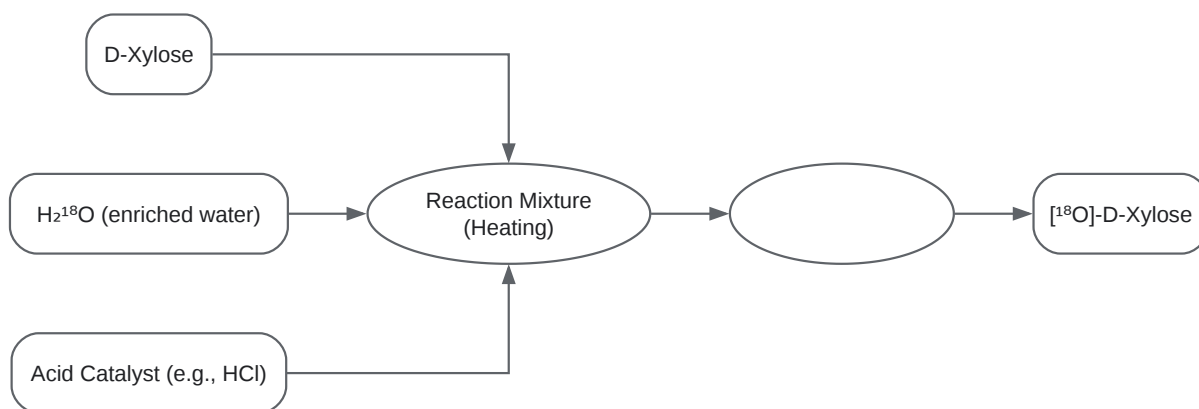 D-Xylose
H₂¹⁸O (enriched water)
Reaction Mixture
(Heating)
[¹⁸O]-D-Xylose
Acid Catalyst (e.g., HCl)